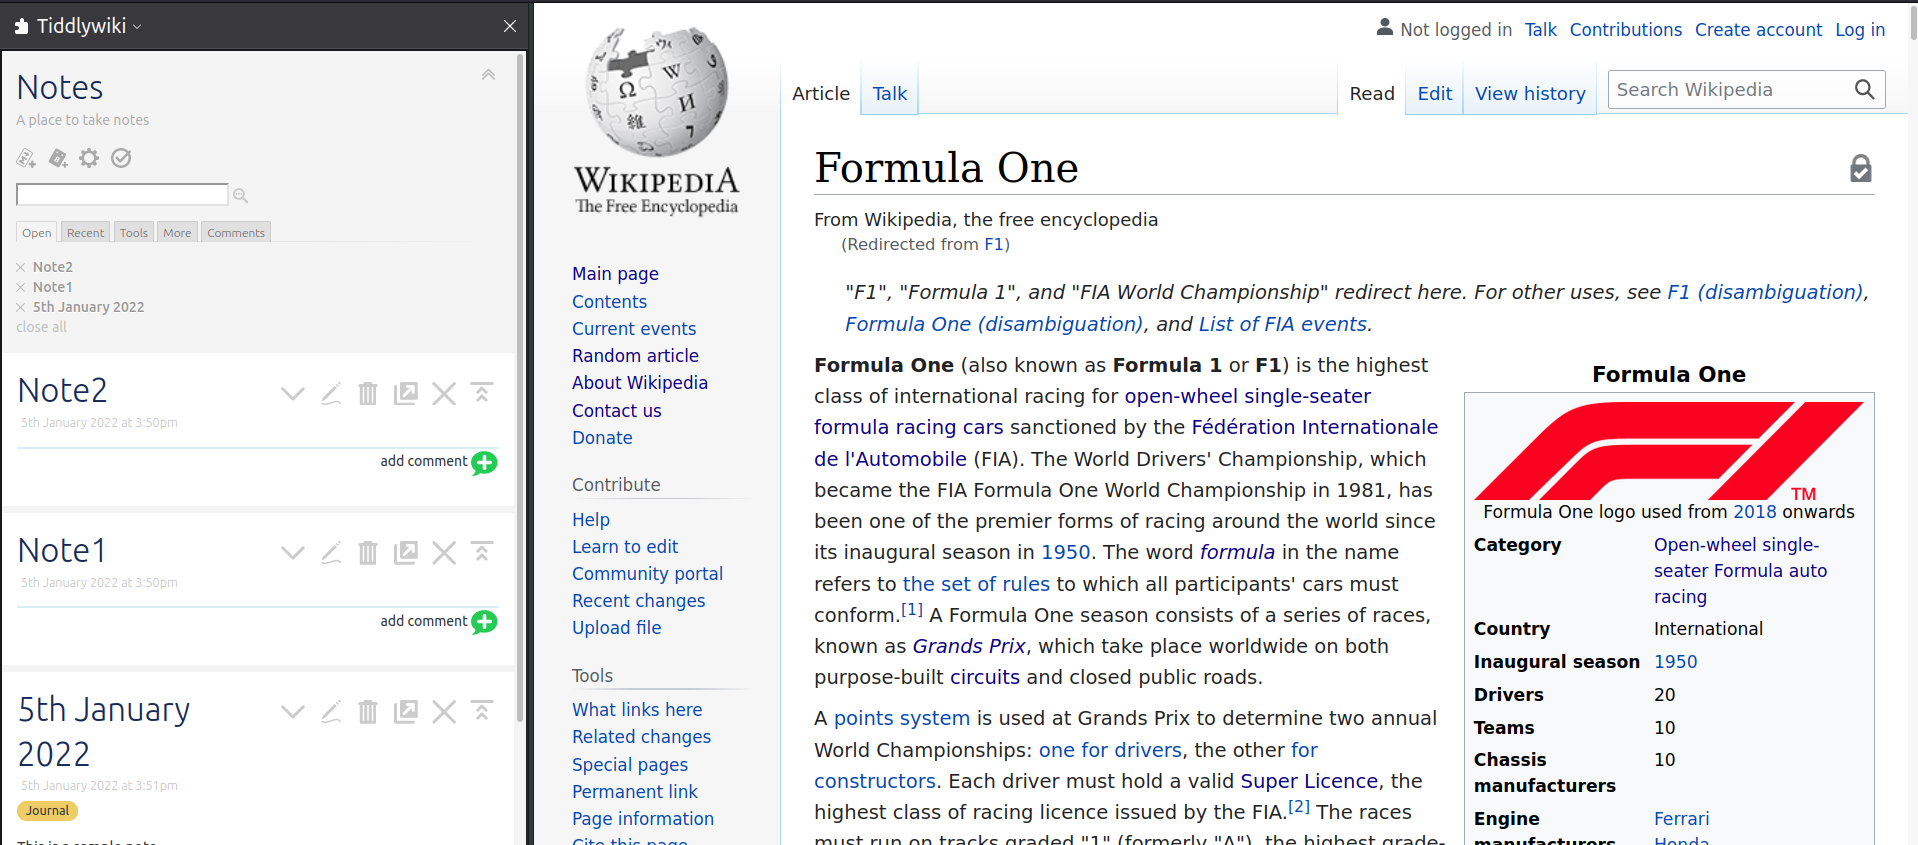 Tiddlywiki
Notes
A place to take notes
Open Recent Tools More Comments
Note2
Note1
5th January 2022
close all
Note2
5th January 2022 at 3:50pm
add comment
Note1
5th January 2022 at 3:50pm
add comment
5th January
2022
5th January 2022 at 3:51pm
Journal
This is a sample note
WIKIPEDIA
The Free Encyclopedia
Main page
Contents
Current events
Random article
About Wikipedia
Contact us
Donate
Contribute
Help
Learn to edit
Community portal
Recent changes
Upload file
Tools
What links here
Related changes
Special pages
Permanent link
Page information
Cite this page
Not logged in Talk Contributions Create account Log in
Article Talk Read Edit View history Search Wikipedia
Formula One
From Wikipedia, the free encyclopedia
(Redirected from F1)
"F1", "Formula 1", and "FIA World Championship" redirect here. For other uses, see F1 (disambiguation),
Formula One (disambiguation), and List of FIA events.
Formula One (also known as Formula 1 or F1) is the highest
class of international racing for open-wheel single-seater
formula racing cars sanctioned by the Fédération Internationale
de l'Automobile (FIA). The World Drivers' Championship, which
became the FIA Formula One World Championship in 1981, has
been one of the premier forms of racing around the world since
its inaugural season in 1950. The word formula in the name
refers to the set of rules to which all participants' cars must
conform.[1] A Formula One season consists of a series of races,
known as Grands Prix, which take place worldwide on both
purpose-built circuits and closed public roads.
A points system is used at Grands Prix to determine two annual
World Championships: one for drivers, the other for
constructors. Each driver must hold a valid Super Licence, the
highest class of racing licence issued by the FIA.[2] The races
must run on tracks graded "1" (formerly "A"), the highest grade-
Formula One
TM
Formula One logo used from 2018 onwards
Category Open-wheel single-
seater Formula auto
racing
Country International
Inaugural season 1950
Drivers 20
Teams 10
Chassis 10
manufacturers
Engine Ferrari
manufacturers Honda